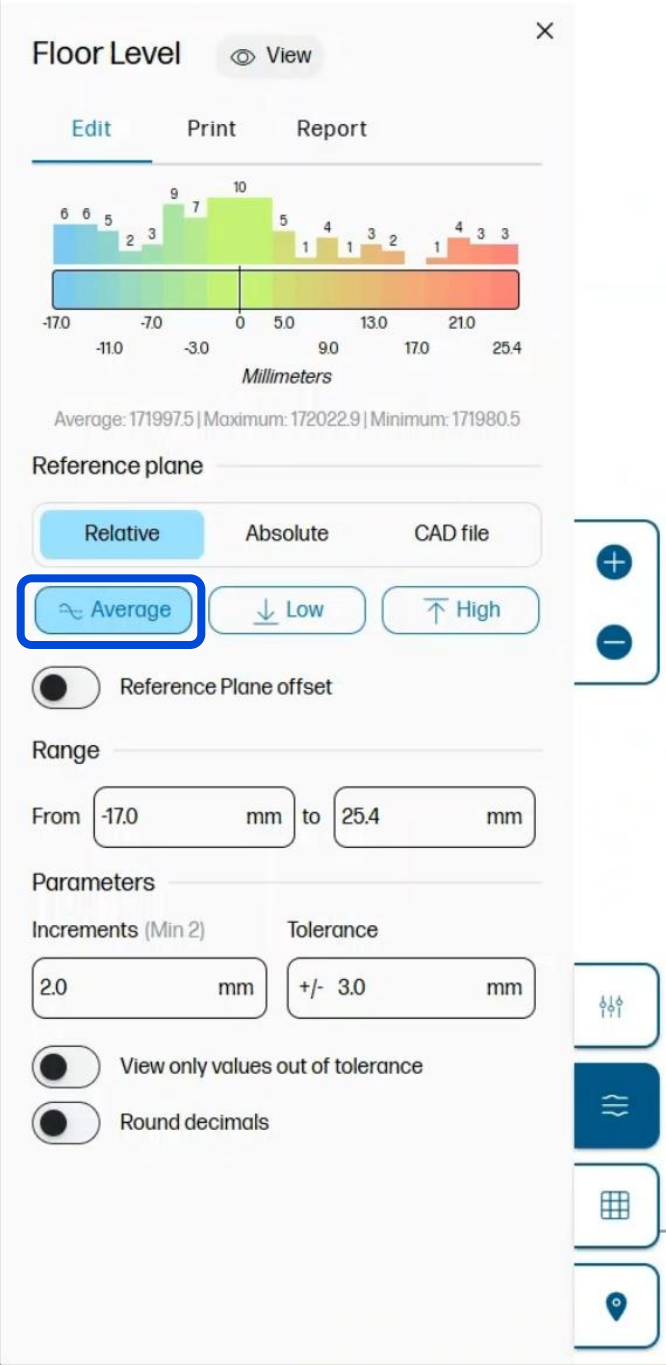 Floor Level View
Edit Print Report
6 6 5 2 3 9 7 10 5 1 4 1 3 2 1 4 3 3
-17.0 -7.0 0 5.0 13.0 21.0
-11.0 -3.0 9.0 17.0 25.4
Millimeters
Average: 171997.5 | Maximum: 172022.9 | Minimum: 171980.5
Reference plane
Relative Absolute CAD file
Average Low High
Reference Plane offset
Range
From -17.0 mm to 25.4 mm
Parameters
Increments (Min 2) Tolerance
2.0 mm +/- 3.0 mm
View only values out of tolerance
Round decimals